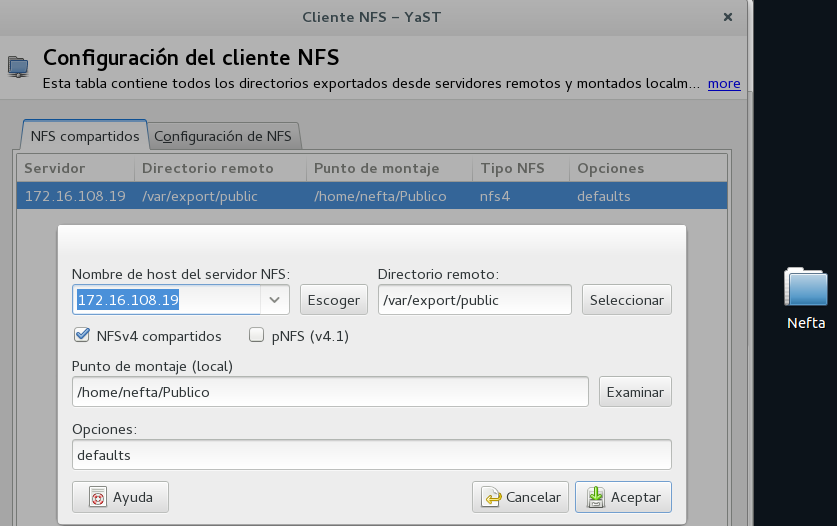 Cliente NFS – YaST
Configuración del cliente NFS
Esta tabla contiene todos los directorios exportados desde servidores remotos y montados localm... more
NFS compartidos Configuración de NFS
Servidor Directorio remoto Punto de montaje Tipo NFS Opciones
172.16.108.19 /var/export/public /home/nefta/Publico nfs4 defaults
Nombre de host del servidor NFS: Directorio remoto:
172.16.108.19 Escoger /var/export/public Seleccionar
NFSv4 compartidos pNFS (v4.1)
Punto de montaje (local)
/home/nefta/Publico Examinar
Opciones:
defaults
Ayuda Cancelar Aceptar
Nefta